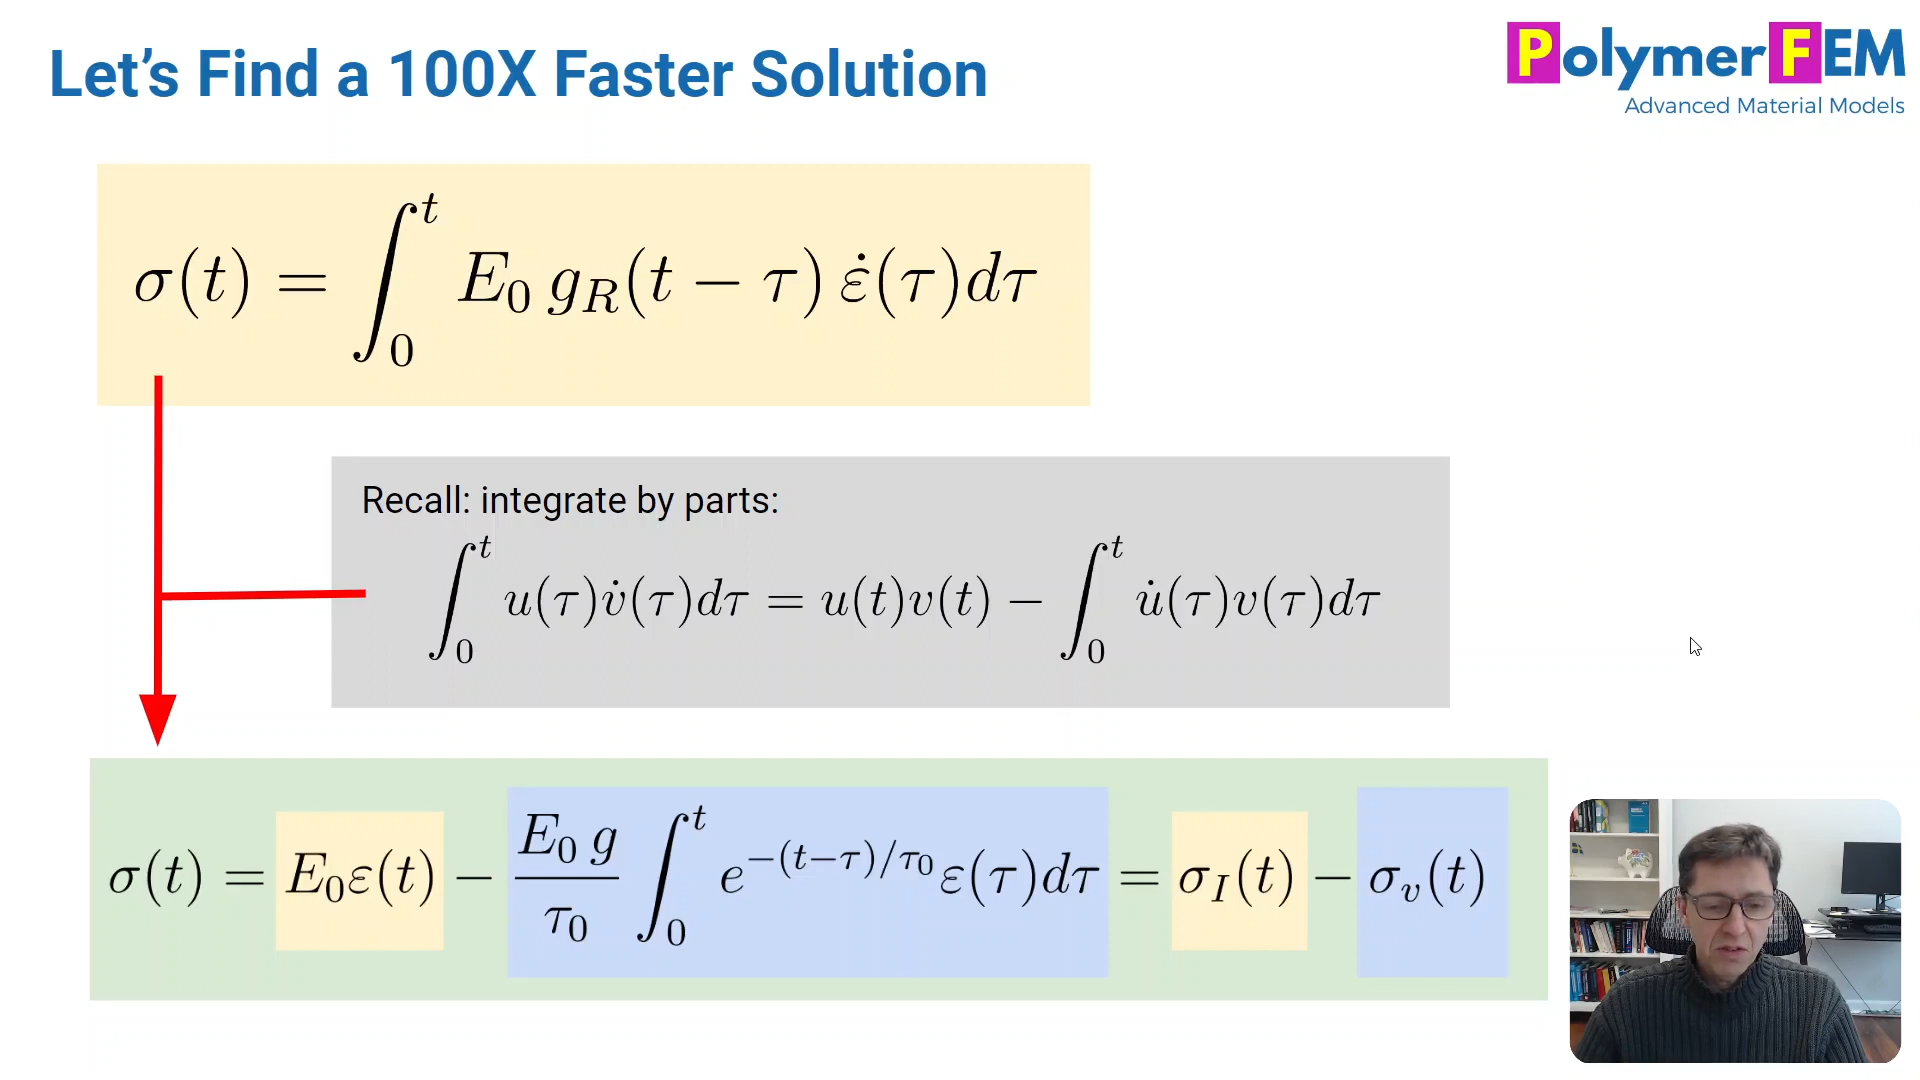 Let’s Find a 100X Faster Solution
PolymerFEM
Advanced Material Models
σ(t) = ∫₀ᵗ E₀ g_R(t − τ) ε̇(τ)dτ
Recall: integrate by parts:
∫₀ᵗ u(τ)v̇(τ)dτ = u(t)v(t) − ∫₀ᵗ u̇(τ)v(τ)dτ
σ(t) = E₀ε(t) − (E₀ g)/τ₀ ∫₀ᵗ e^{−(t−τ)/τ₀} ε(τ)dτ = σ_I(t) − σ_v(t)